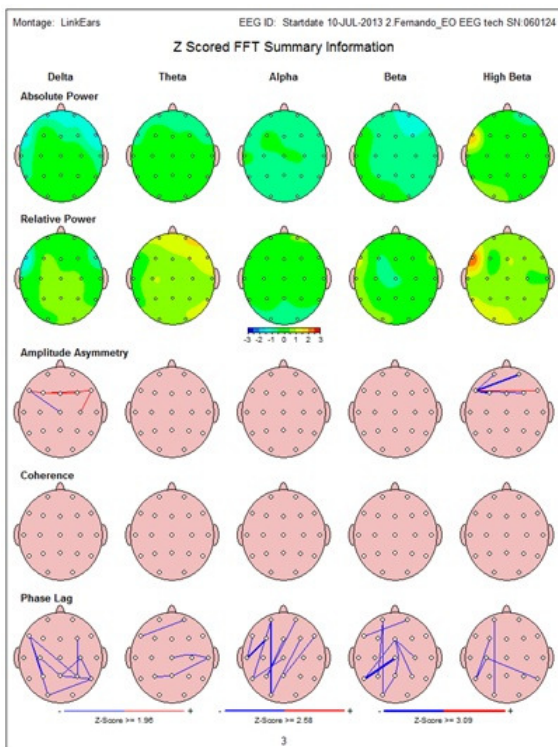 Montage: LinkEars EEG ID: Startdate 10-JUL-2013 2.Fernando_EO EEG tech SN:060124
Z Scored FFT Summary Information
Delta Theta Alpha Beta High Beta
Absolute Power
Relative Power
-3 -2 -1 0 1 2 3
Amplitude Asymmetry
Coherence
Phase Lag
- + - + - +
Z-Score >= 1.96 Z-Score >= 2.58 Z-Score >= 3.09
3